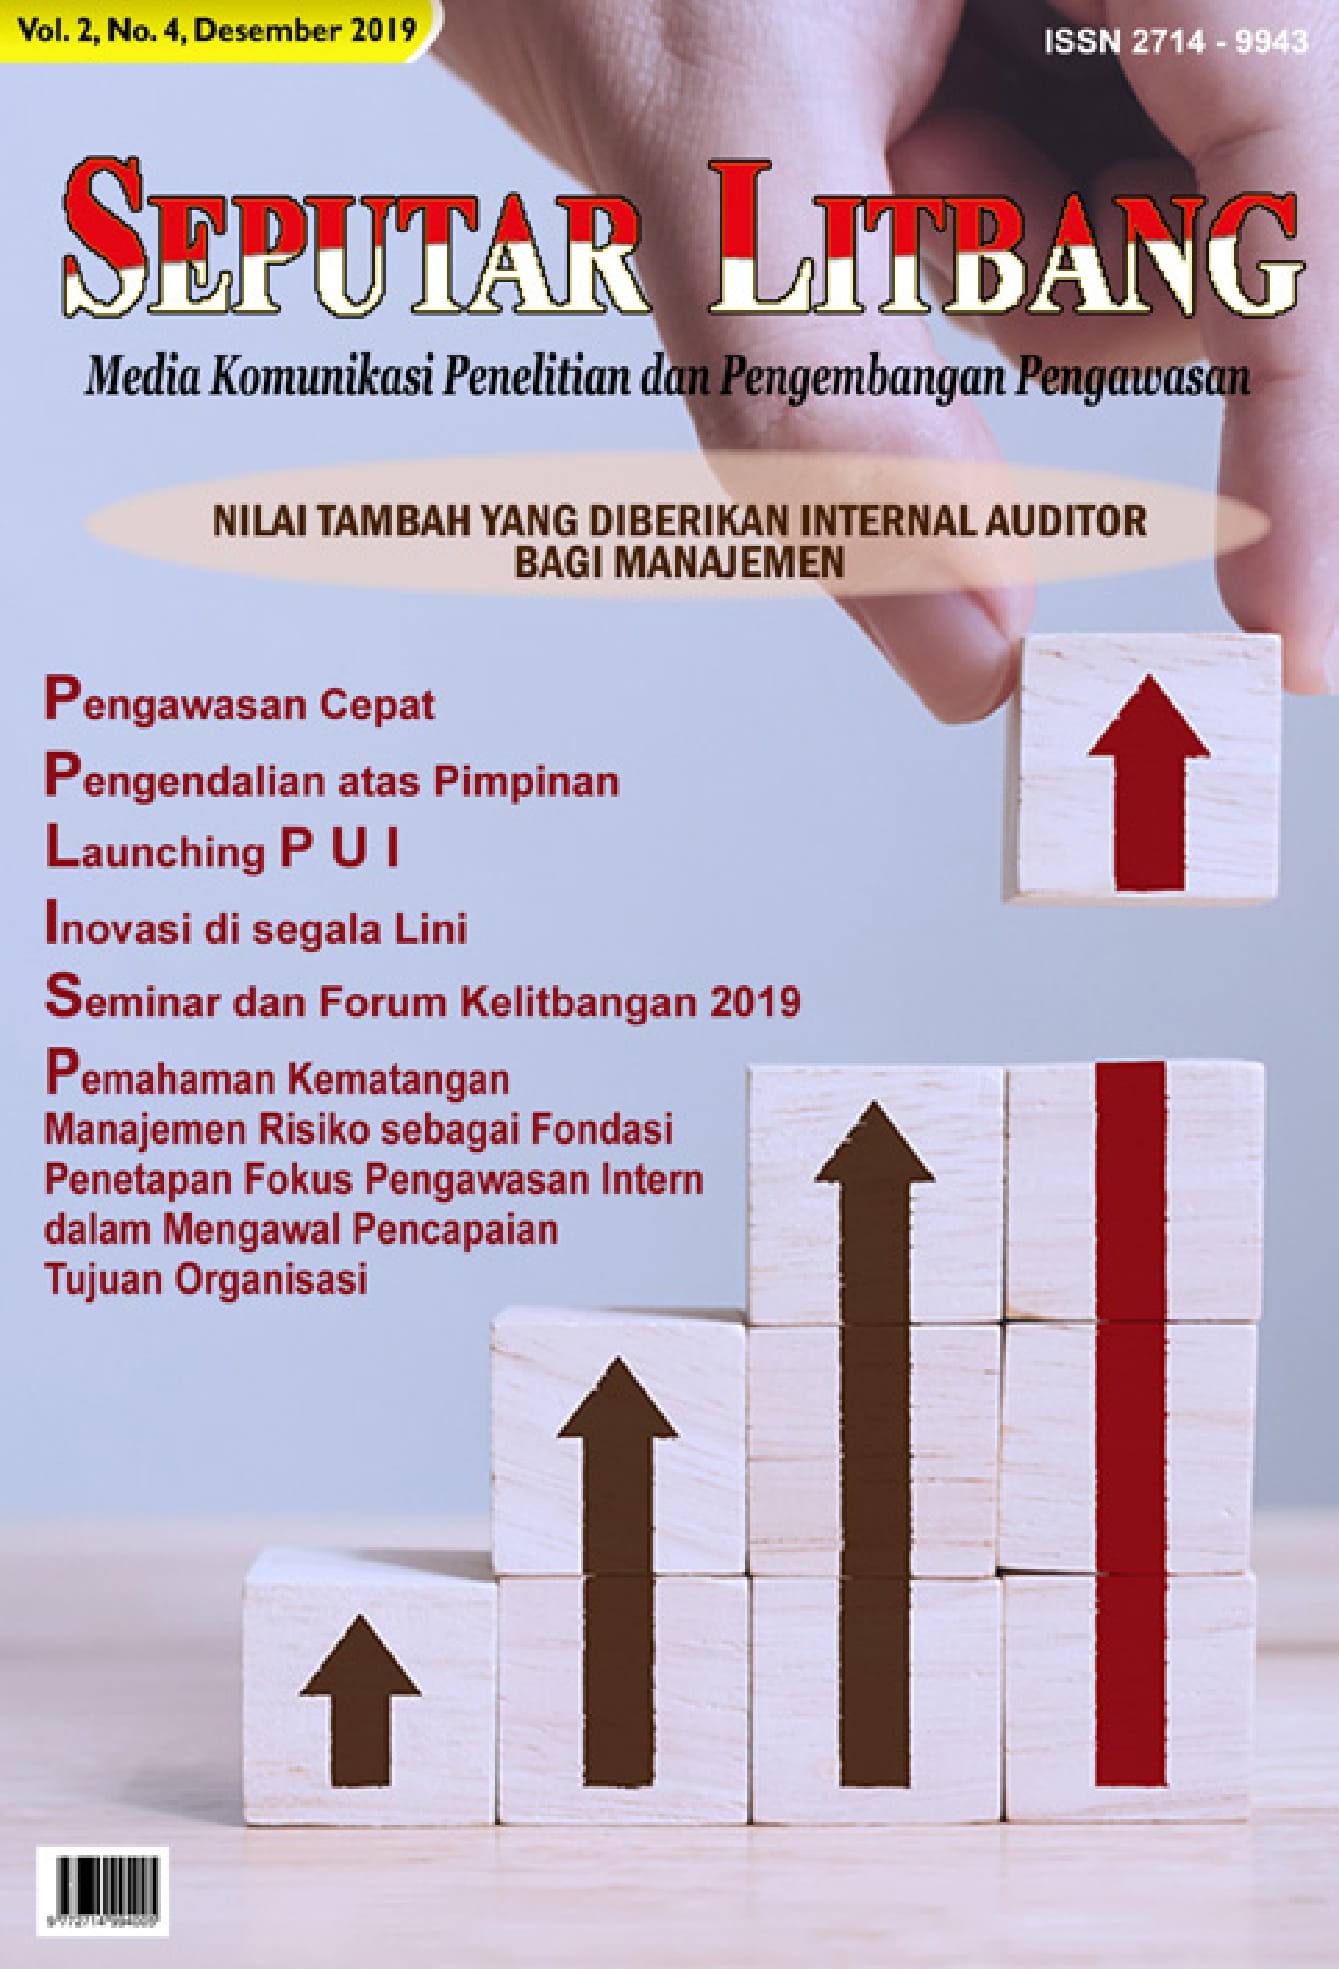 Vol. 2, No. 4, Desember 2019
ISSN 2714 - 9943
SEPUTAR LITBANG
Media Komunikasi Penelitian dan Pengembangan Pengawasan
NILAI TAMBAH YANG DIBERIKAN INTERNAL AUDITOR
BAGI MANAJEMEN
Pengawasan Cepat
Pengendalian atas Pimpinan
Launching P U I
Inovasi di segala Lini
Seminar dan Forum Kelitbangan 2019
Pemahaman Kematangan
Manajemen Risiko sebagai Fondasi
Penetapan Fokus Pengawasan Intern
dalam Mengawal Pencapaian
Tujuan Organisasi